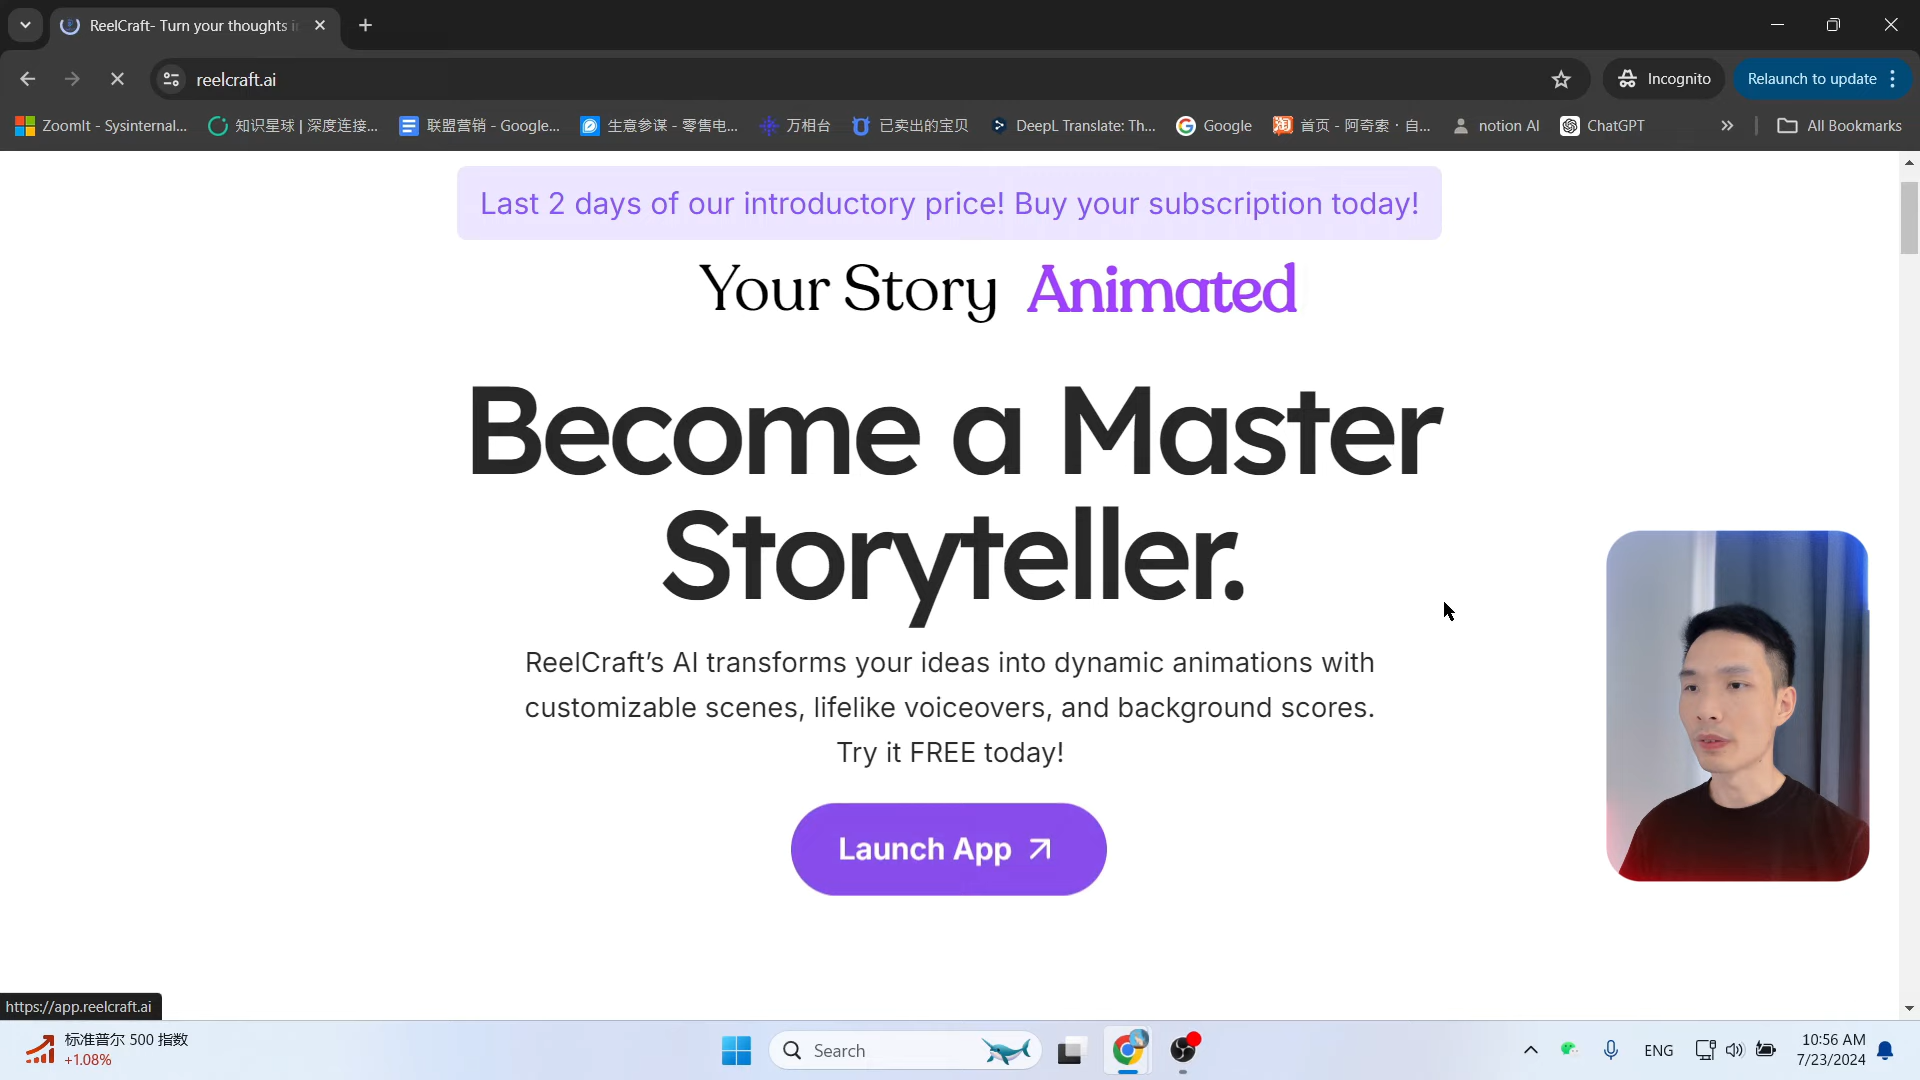 ReelCraft- Turn your thoughts i
reelcraft.ai
Incognito
Relaunch to update
ZoomIt - Sysinternal...
知识星球 | 深度连接...
联盟营销 - Google...
生意参谋 - 零售电...
万相台
已卖出的宝贝
DeepL Translate: Th...
Google
首页 - 阿奇索 · 自...
notion AI
ChatGPT
All Bookmarks
Last 2 days of our introductory price! Buy your subscription today!
Your Story Animated
Become a Master
Storyteller.
ReelCraft’s AI transforms your ideas into dynamic animations with
customizable scenes, lifelike voiceovers, and background scores.
Try it FREE today!
Launch App
https://app.reelcraft.ai
标准普尔 500 指数
+1.08%
Search
ENG
10:56 AM
7/23/2024